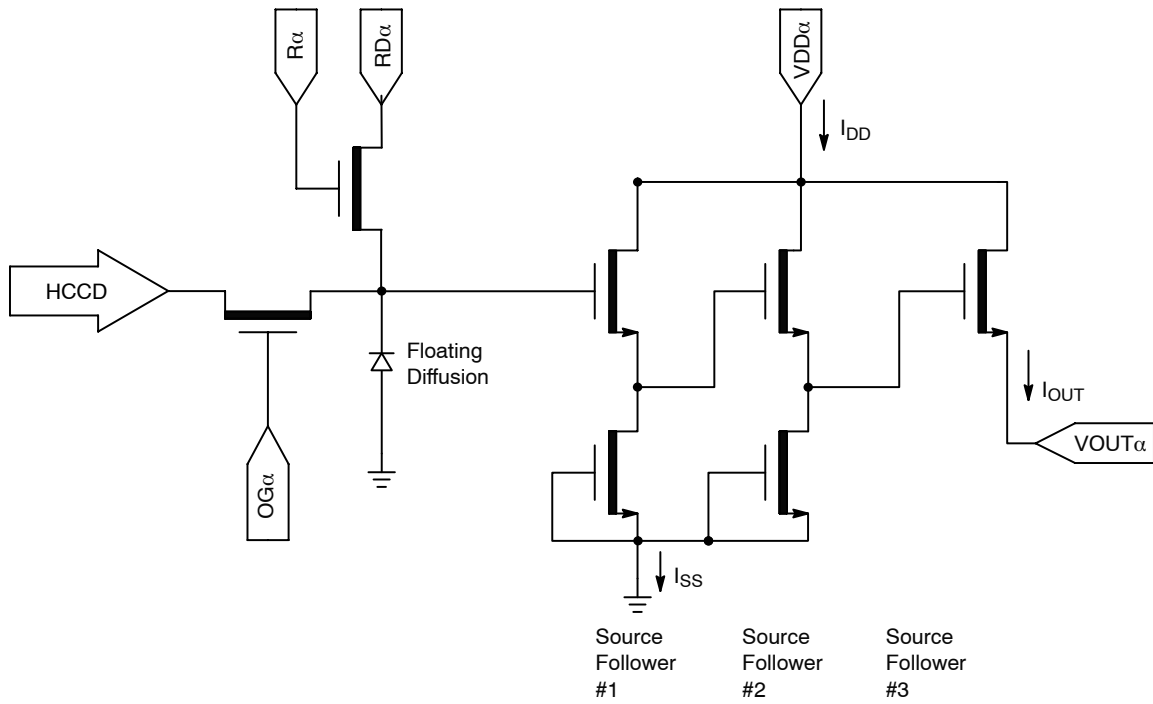 Rα
RDα
VDDα
IDD
HCCD
Floating
Diffusion
IOUT
VOUTα
OGα
ISS
Source
Follower
#1
Source
Follower
#2
Source
Follower
#3